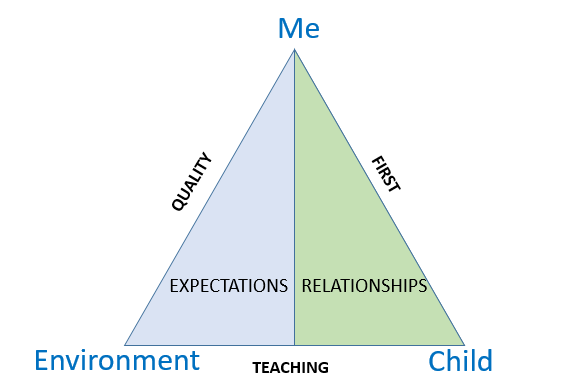 Me
QUALITY
FIRST
EXPECTATIONS
RELATIONSHIPS
Environment
TEACHING
Child